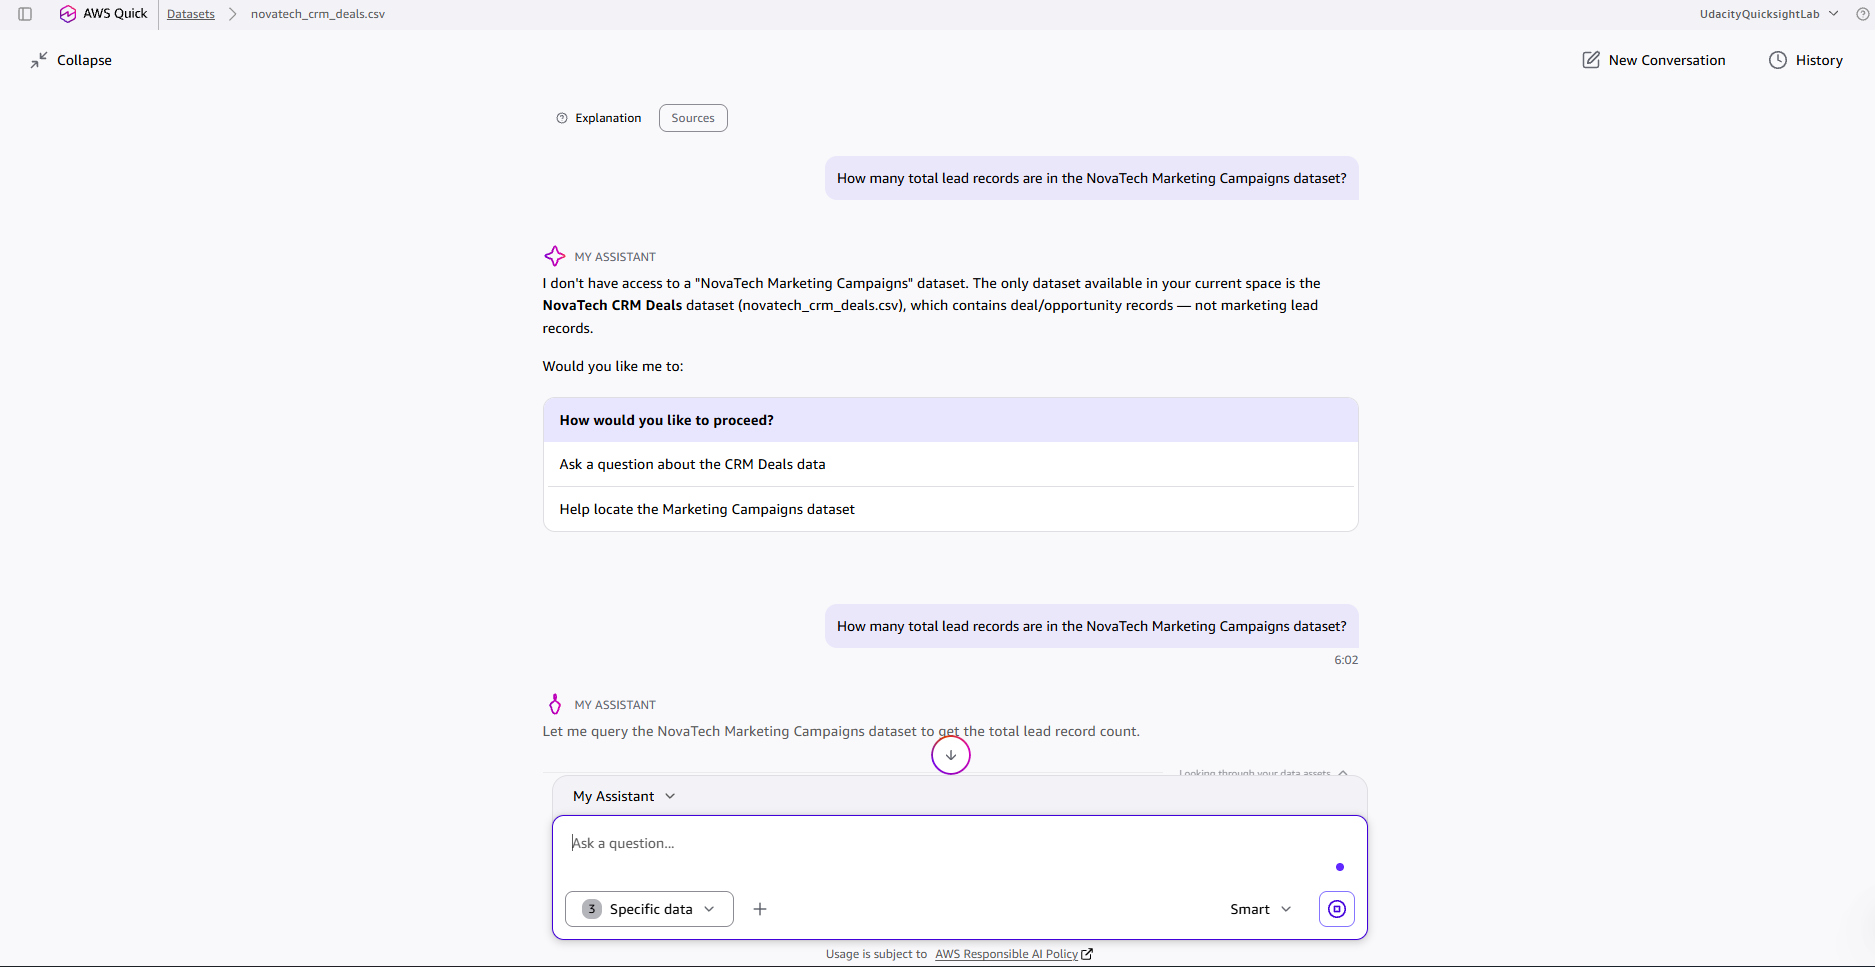 AWS Quick
Datasets
novatech_crm_deals.csv
UdacityQuicksightLab
Collapse
New Conversation
History
Explanation
Sources
How many total lead records are in the NovaTech Marketing Campaigns dataset?
MY ASSISTANT
I don't have access to a "NovaTech Marketing Campaigns" dataset. The only dataset available in your current space is the
NovaTech CRM Deals dataset (novatech_crm_deals.csv), which contains deal/opportunity records — not marketing lead
records.
Would you like me to:
How would you like to proceed?
Ask a question about the CRM Deals data
Help locate the Marketing Campaigns dataset
How many total lead records are in the NovaTech Marketing Campaigns dataset?
6:02
MY ASSISTANT
Let me query the NovaTech Marketing Campaigns dataset to get the total lead record count.
Looking through your data assets
My Assistant
Ask a question...
3 Specific data
Smart
Usage is subject to AWS Responsible AI Policy